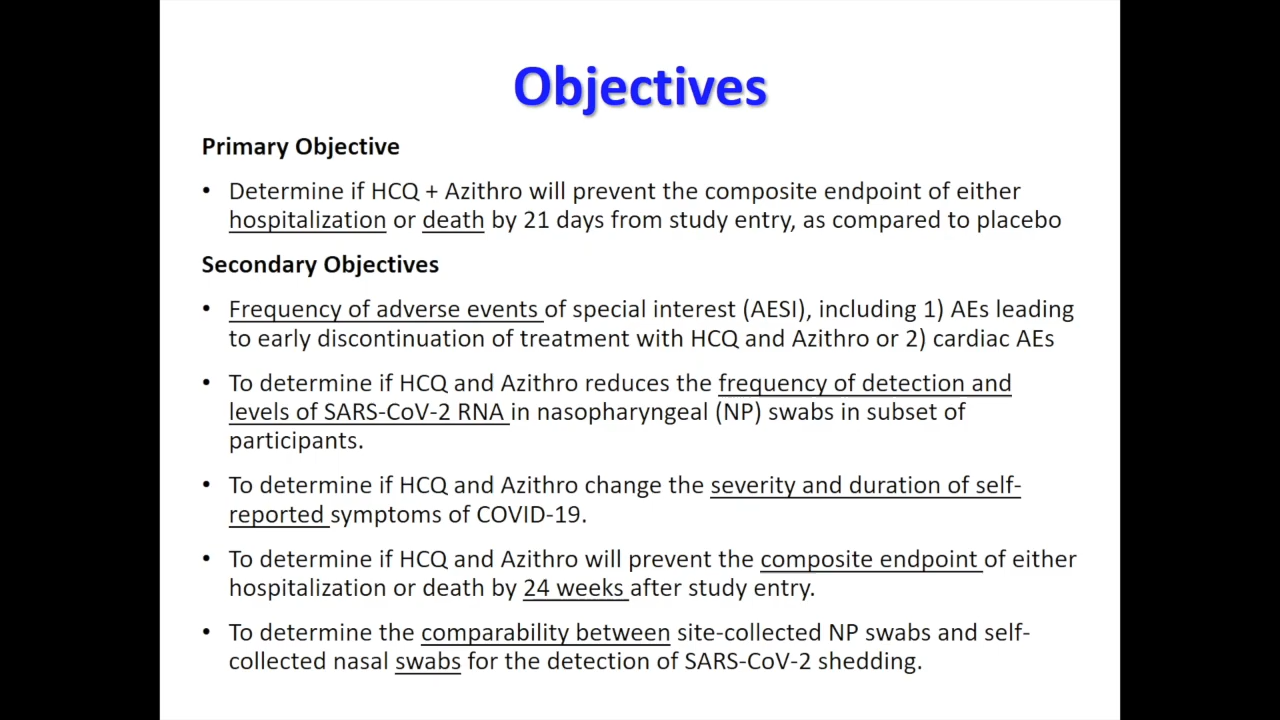 Objectives
Primary Objective
• Determine if HCQ + Azithro will prevent the composite endpoint of either
hospitalization or death by 21 days from study entry, as compared to placebo
Secondary Objectives
• Frequency of adverse events of special interest (AESI), including 1) AEs leading
to early discontinuation of treatment with HCQ and Azithro or 2) cardiac AEs
• To determine if HCQ and Azithro reduces the frequency of detection and
levels of SARS-CoV-2 RNA in nasopharyngeal (NP) swabs in subset of
participants.
• To determine if HCQ and Azithro change the severity and duration of self-
reported symptoms of COVID-19.
• To determine if HCQ and Azithro will prevent the composite endpoint of either
hospitalization or death by 24 weeks after study entry.
• To determine the comparability between site-collected NP swabs and self-
collected nasal swabs for the detection of SARS-CoV-2 shedding.